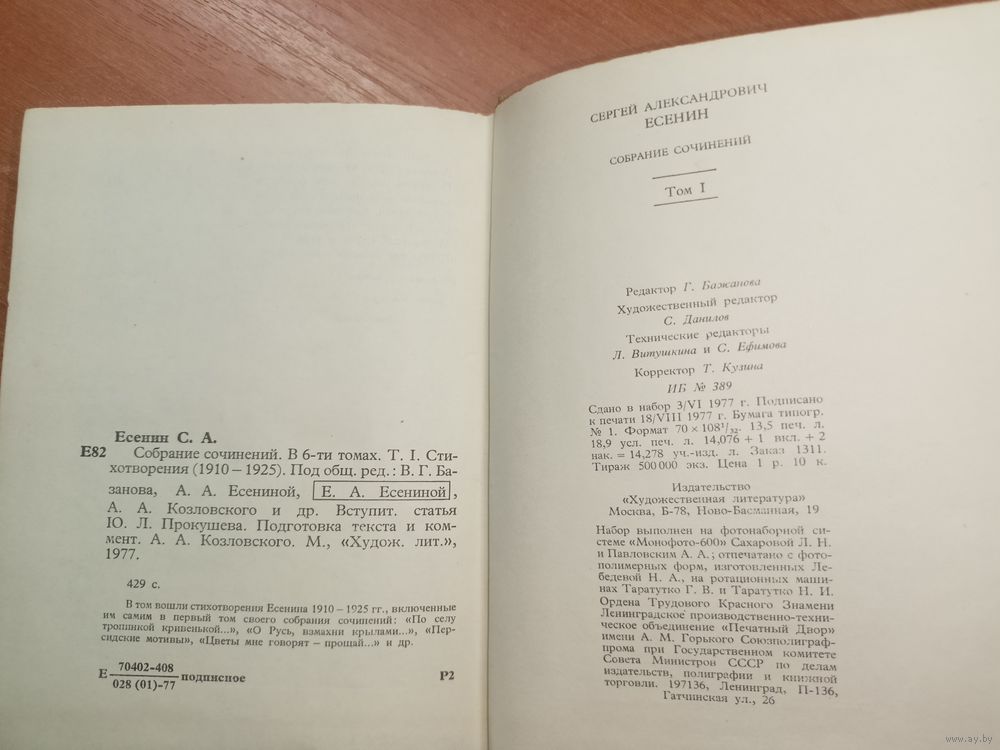 Есенин С. А.
Е82
Собрание сочинений. В 6-ти томах. Т. I. Сти-
хотворения (1910 – 1925). Под общ. ред.: В. Г. Ба-
занова, А. А. Есениной, Е. А. Есениной,
А. А. Козловского и др. Вступит. статья
Ю. Л. Прокушева. Подготовка текста и ком-
мент. А. А. Козловского. М., «Худож. лит.»,
1977.
429 с.
В том вошли стихотворения Есенина 1910 – 1925 гг., включенные
им самим в первый том своего собрания сочинений: «По селу
тропинкой кривенькой...», «О Русь, взмахни крылами...», «Пер-
сидские мотивы», «Цветы мне говорят – прощай...» и др.
Е 70402-408
028 (01)-77 подписное
Р2
СЕРГЕЙ АЛЕКСАНДРОВИЧ
ЕСЕНИН
СОБРАНИЕ СОЧИНЕНИЙ
Том I
Редактор Г. Бажанова
Художественный редактор
С. Данилов
Технические редакторы
Л. Витушкина и С. Ефимова
Корректор Т. Кузина
ИБ № 389
Сдано в набор 3/VI 1977 г. Подписано
к печати 18/VIII 1977 г. Бумага типогр.
№ 1. Формат 70 × 108¹/₃₂. 13,5 печ. л.
18,9 усл. печ. л. 14,076 + 1 вкл. + 2
нак. = 14,278 уч.-изд. л. Заказ 1311.
Тираж 500 000 экз. Цена 1 р. 10 к.
Издательство
«Художественная литература»
Москва, Б-78, Ново-Басманная, 19
Набор выполнен на фотонаборной си-
стеме «Монофото-600» Сахаровой Л. Н.
и Павловским А. А.; отпечатано с фото-
полимерных форм, изготовленных Ле-
бедевой Н. А., на ротационных маши-
нах Таратутко Г. В. и Таратутко Н. И.
Ордена Трудового Красного Знамени
Ленинградское производственно-техни-
ческое объединение «Печатный Двор»
имени А. М. Горького Союзполиграф-
прома при Государственном комитете
Совета Министров СССР по делам
издательств, полиграфии и книжной
торговли. 197136, Ленинград, П-136,
Гатчинская ул., 26
www.ay.by